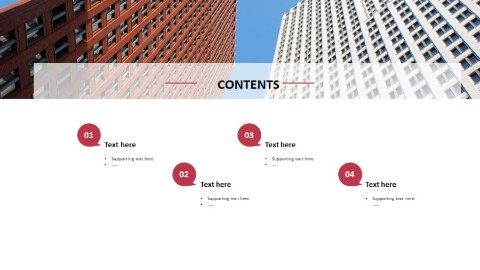 CONTENTS
01
Text here
• Supporting text here.
• ......
02
Text here
• Supporting text here.
• ......
03
Text here
• Supporting text here.
• ......
04
Text here
• Supporting text here.
......